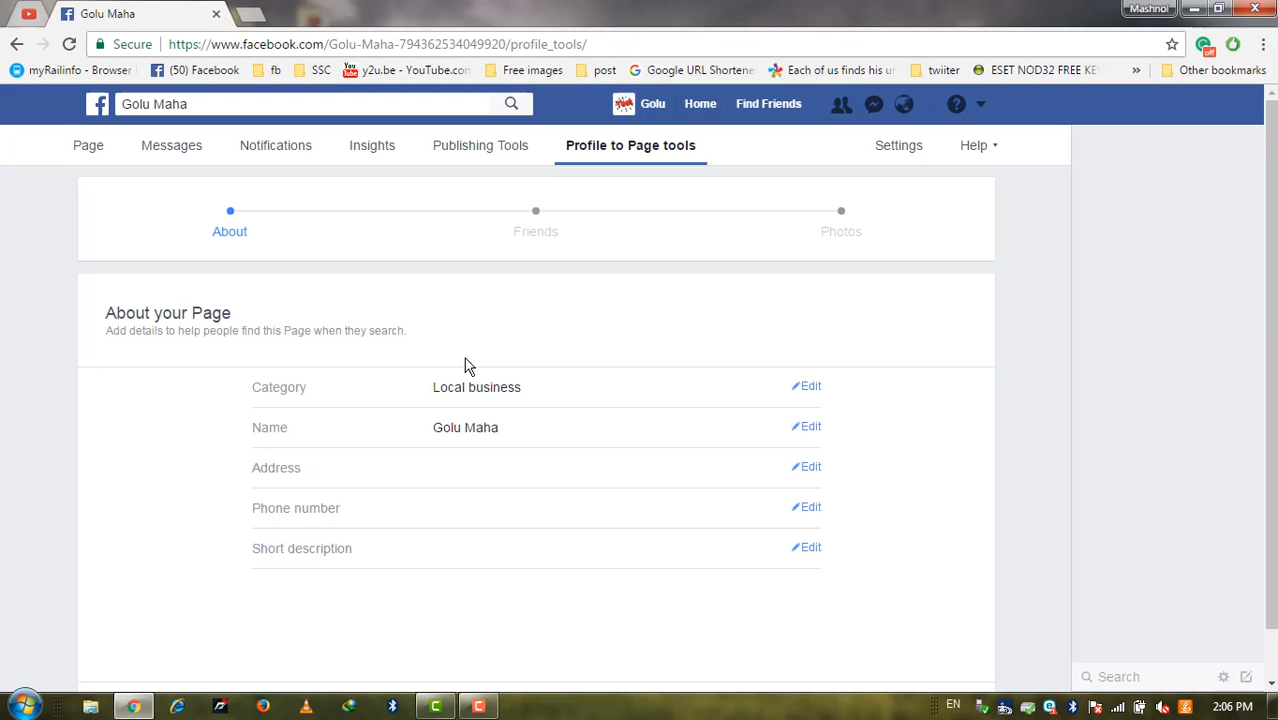 Golu Maha
Mashnol
Secure https://www.facebook.com/Golu-Maha-794362534049920/profile_tools/
myRailinfo - Browser
(50) Facebook
fb
SSC
y2u.be - YouTube.com
Free images
post
Google URL Shortene
Each of us finds his u
twiiter
ESET NOD32 FREE KEY
»
Other bookmarks
Golu Maha
Golu
Home
Find Friends
Page
Messages
Notifications
Insights
Publishing Tools
Profile to Page tools
Settings
Help
About
Friends
Photos
About your Page
Add details to help people find this Page when they search.
Category Local business Edit
Name Golu Maha Edit
Address Edit
Phone number Edit
Short description Edit
Search
EN
2:06 PM